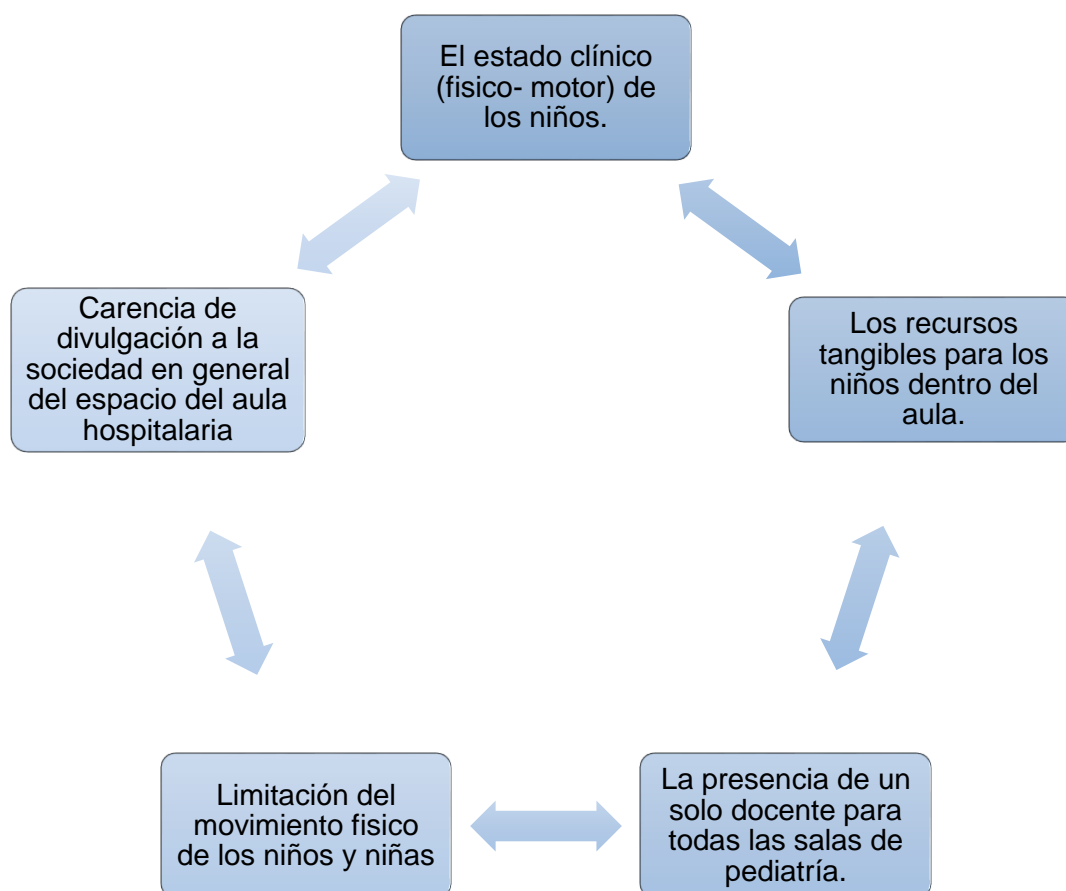 El estado clínico
(fisico- motor) de
los niños.
Los recursos
tangibles para los
niños dentro del
aula.
La presencia de un
solo docente para
todas las salas de
pediatría.
Limitación del
movimiento fisico
de los niños y niñas
Carencia de
divulgación a la
sociedad en general
del espacio del aula
hospitalaria